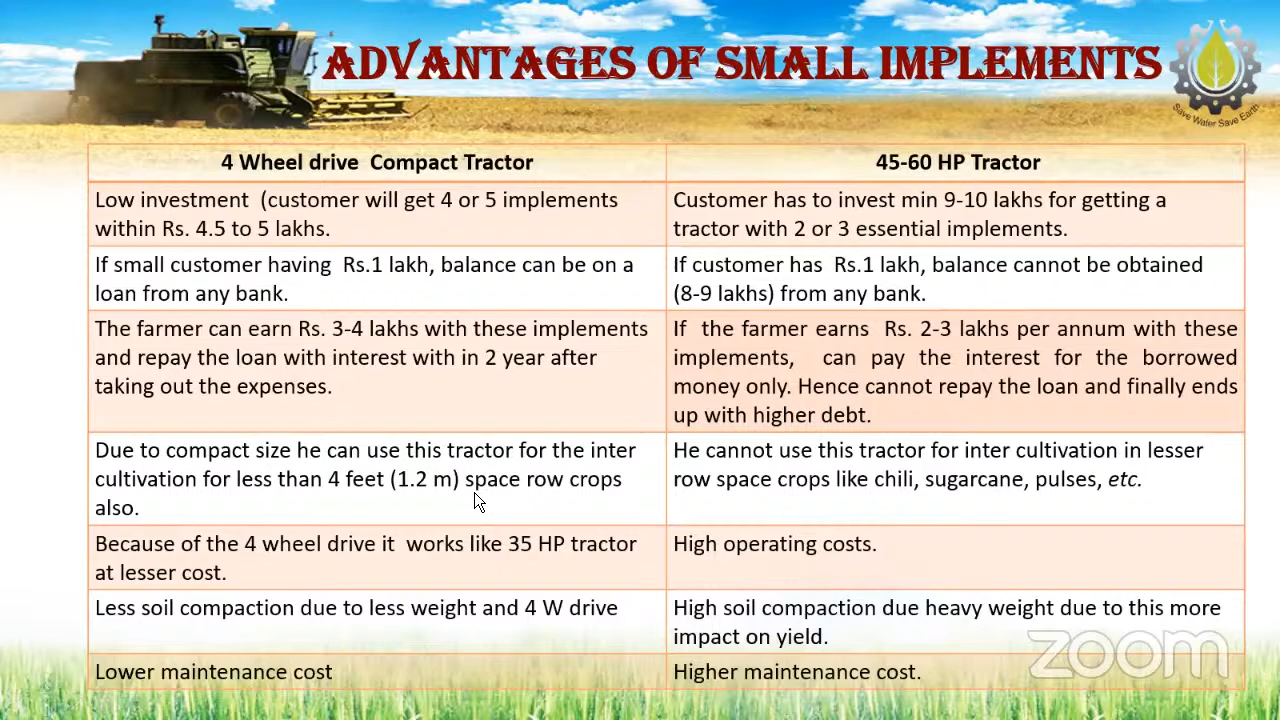 ADVANTAGES OF SMALL IMPLEMENTS
Save Water Save Earth
4 Wheel drive Compact Tractor
45-60 HP Tractor
Low investment (customer will get 4 or 5 implements
within Rs. 4.5 to 5 lakhs.
Customer has to invest min 9-10 lakhs for getting a
tractor with 2 or 3 essential implements.
If small customer having Rs.1 lakh, balance can be on a
loan from any bank.
If customer has Rs.1 lakh, balance cannot be obtained
(8-9 lakhs) from any bank.
The farmer can earn Rs. 3-4 lakhs with these implements
and repay the loan with interest with in 2 year after
taking out the expenses.
If the farmer earns Rs. 2-3 lakhs per annum with these
implements, can pay the interest for the borrowed
money only. Hence cannot repay the loan and finally ends
up with higher debt.
Due to compact size he can use this tractor for the inter
cultivation for less than 4 feet (1.2 m) space row crops
also.
He cannot use this tractor for inter cultivation in lesser
row space crops like chili, sugarcane, pulses, etc.
Because of the 4 wheel drive it works like 35 HP tractor
at lesser cost.
High operating costs.
Less soil compaction due to less weight and 4 W drive
High soil compaction due heavy weight due to this more
impact on yield.
Lower maintenance cost
Higher maintenance cost.
zoom